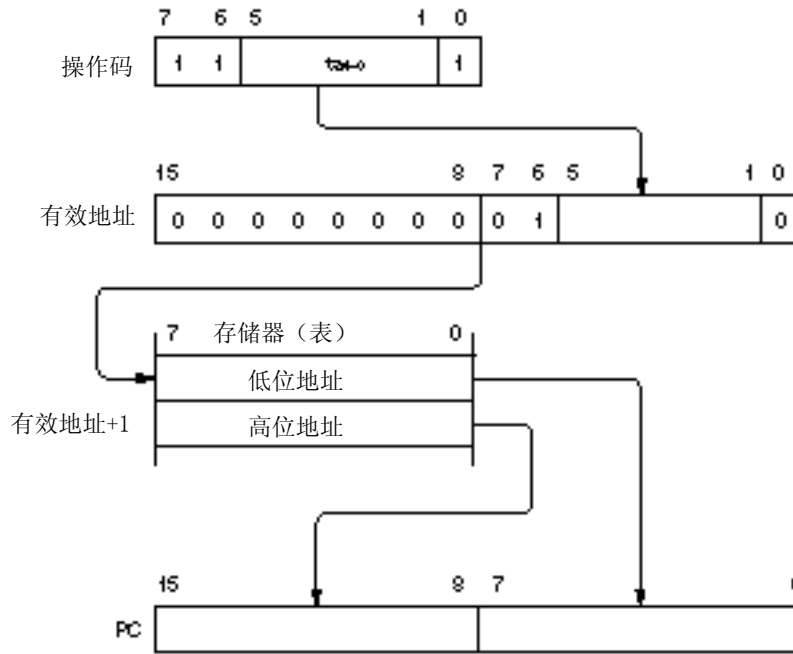 7 6 5 1 0
操作码 1 1 ta4-0 1
15 8 7 6 5 1 0
有效地址 0 0 0 0 0 0 0 0 0 1 0
7 存储器（表） 0
低位地址
有效地址+1 高位地址
15 8 7
PC